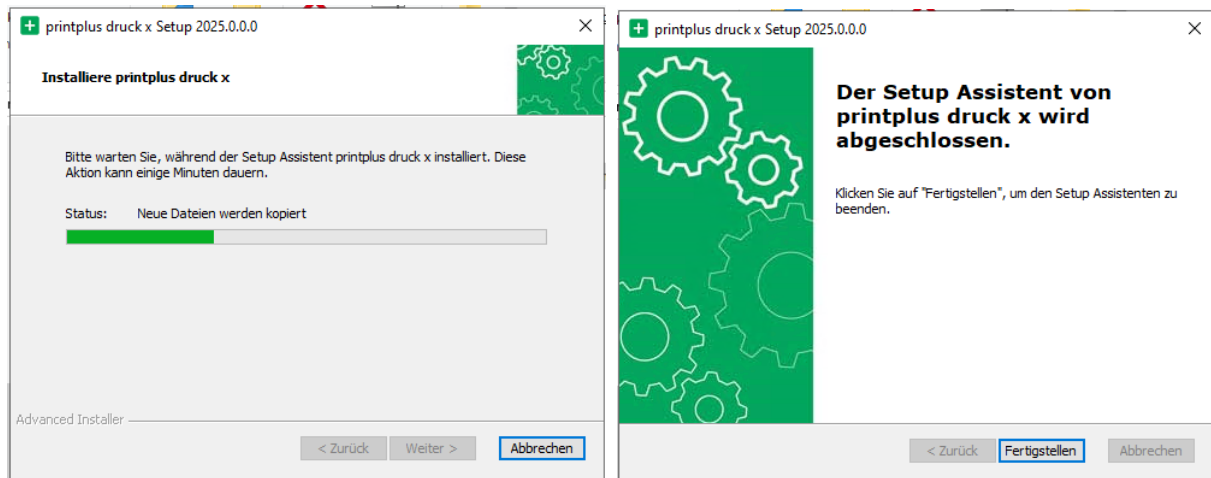 printplus druck x Setup 2025.0.0.0
Installiere printplus druck x
Bitte warten Sie, während der Setup Assistent printplus druck x installiert. Diese
Aktion kann einige Minuten dauern.
Status: Neue Dateien werden kopiert
Advanced Installer
< Zurück Weiter > Abbrechen
printplus druck x Setup 2025.0.0.0
Der Setup Assistent von
printplus druck x wird
abgeschlossen.
Klicken Sie auf "Fertigstellen", um den Setup Assistenten zu
beenden.
< Zurück Fertigstellen Abbrechen